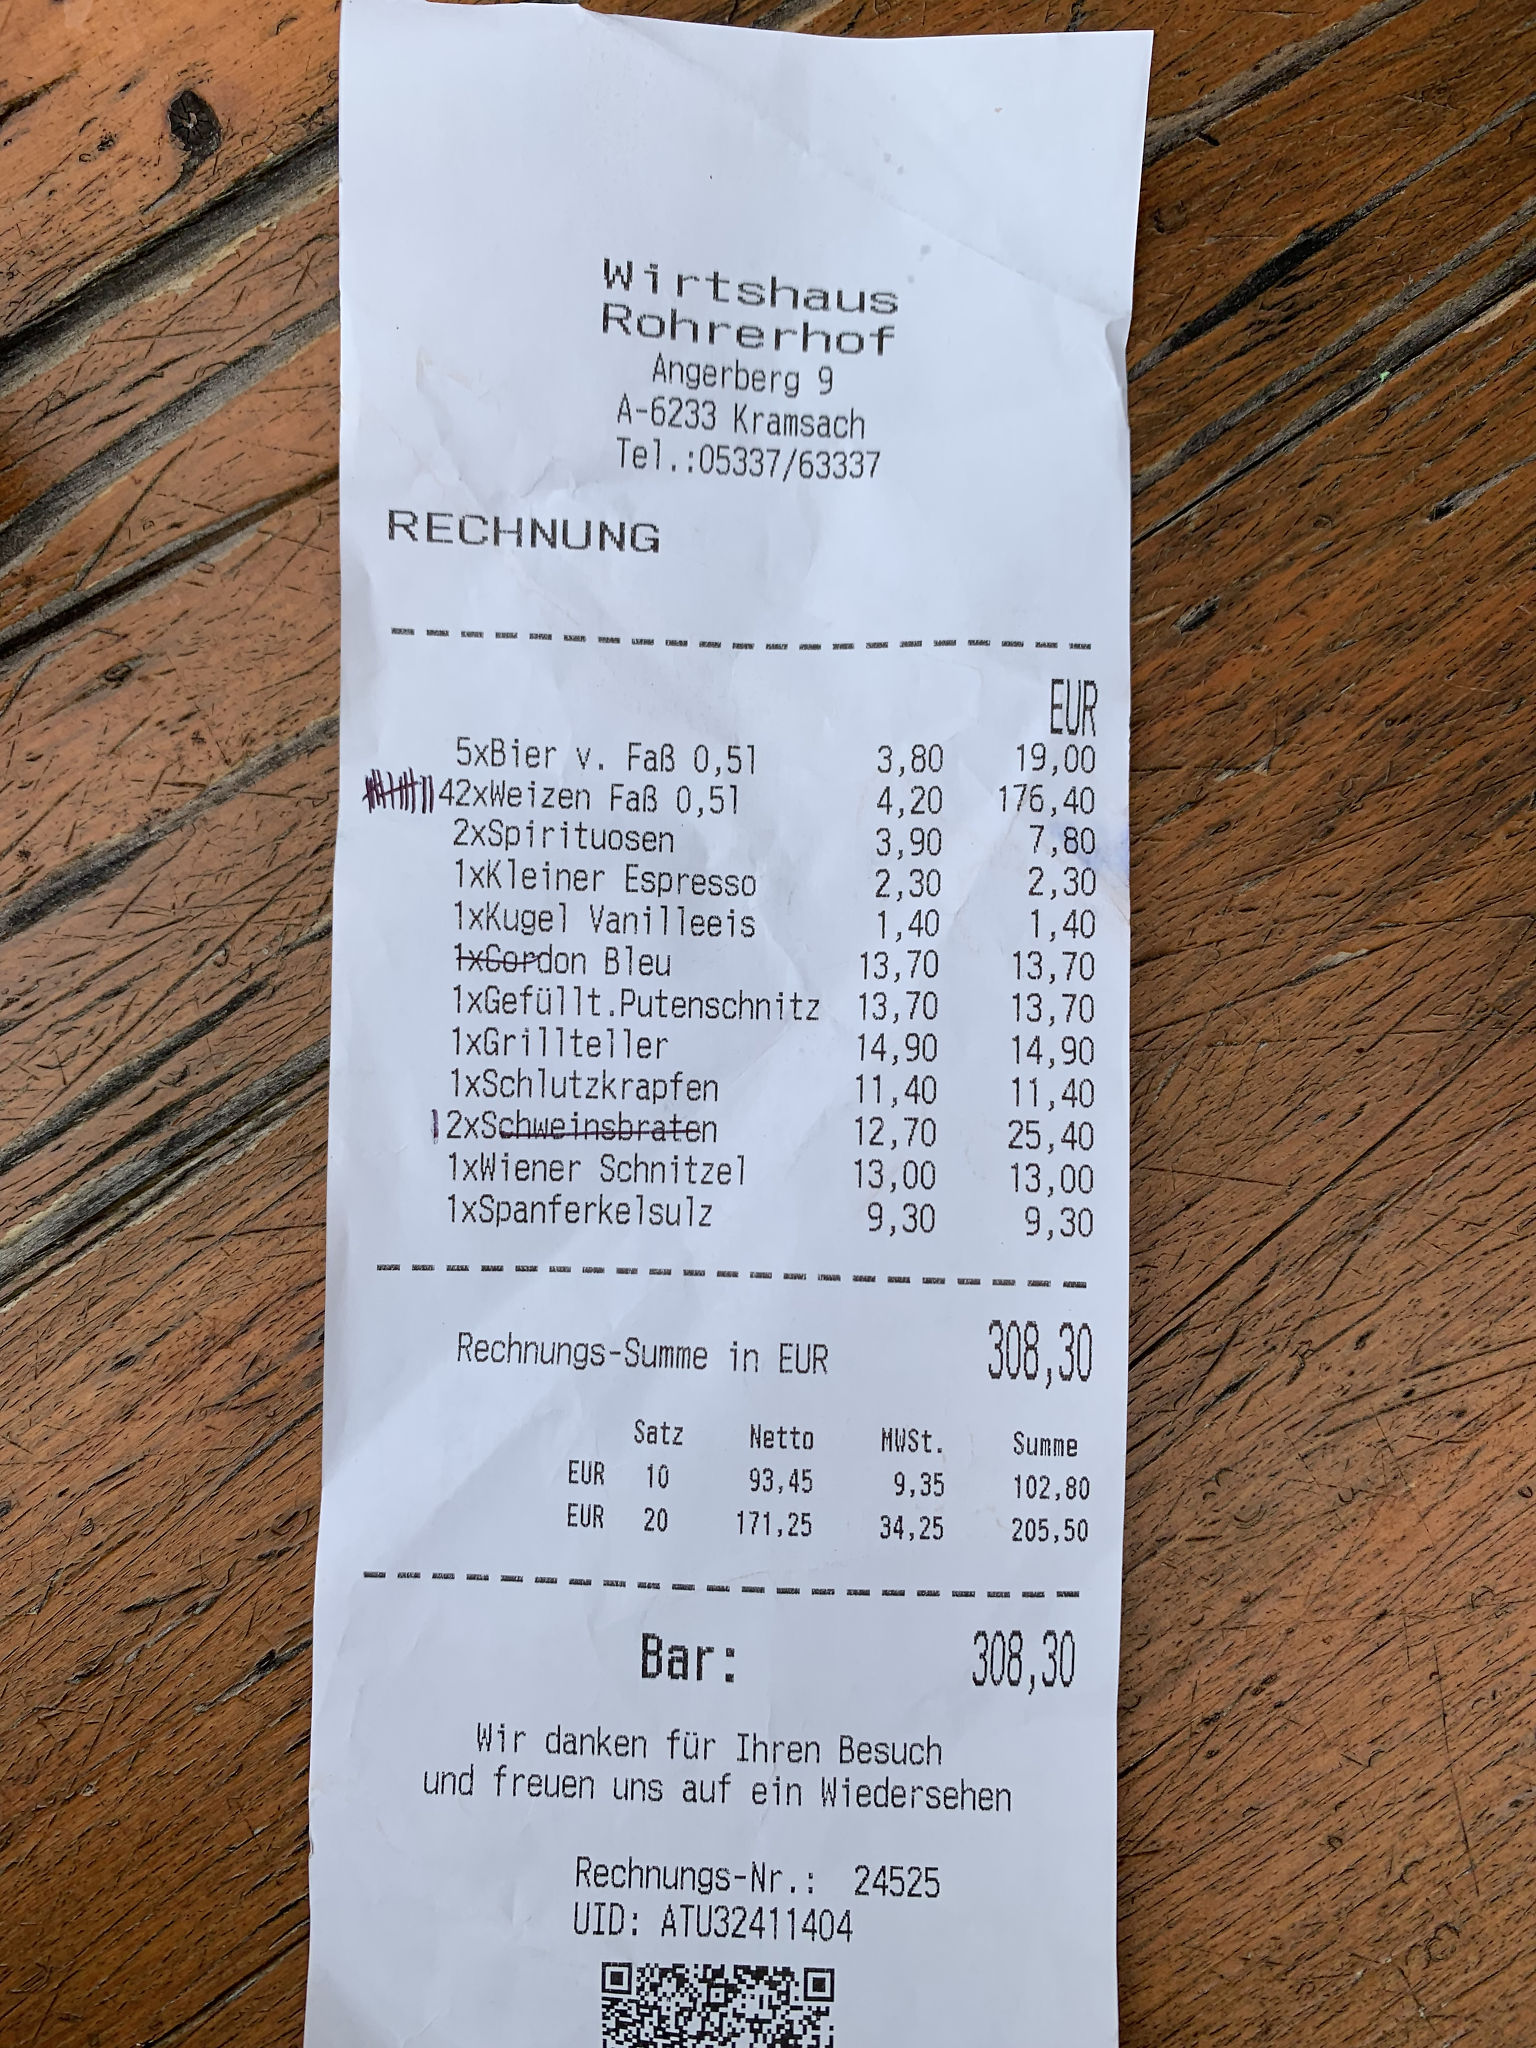 Wirtshaus
Rohrerhof
Angerberg 9
A-6233 Kramsach
Tel.:05337/63337
RECHNUNG
EUR
5xBier v. Faß 0,5l 3,80 19,00
42xWeizen Faß 0,5l 4,20 176,40
2xSpirituosen 3,90 7,80
1xKleiner Espresso 2,30 2,30
1xKugel Vanilleeis 1,40 1,40
1xCordon Bleu 13,70 13,70
1xGefüllt.Putenschnitz 13,70 13,70
1xGrillteller 14,90 14,90
1xSchlutzkrapfen 11,40 11,40
2xSchweinsbraten 12,70 25,40
1xWiener Schnitzel 13,00 13,00
1xSpanferkelsulz 9,30 9,30
Rechnungs-Summe in EUR 308,30
Satz Netto MWSt. Summe
EUR 10 93,45 9,35 102,80
EUR 20 171,25 34,25 205,50
Bar: 308,30
Wir danken für Ihren Besuch
und freuen uns auf ein Wiedersehen
Rechnungs-Nr.: 24525
UID: ATU32411404